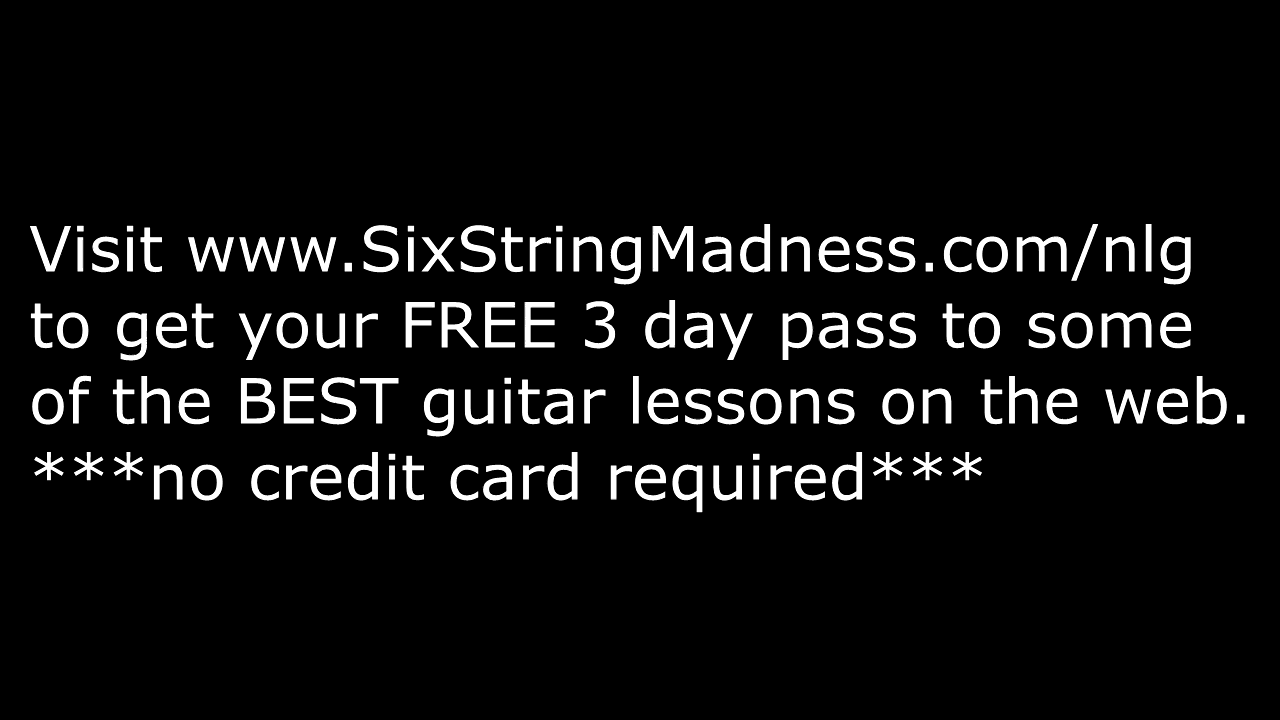 Visit www.SixStringMadness.com/nlg
to get your FREE 3 day pass to some
of the BEST guitar lessons on the web.
***no credit card required***